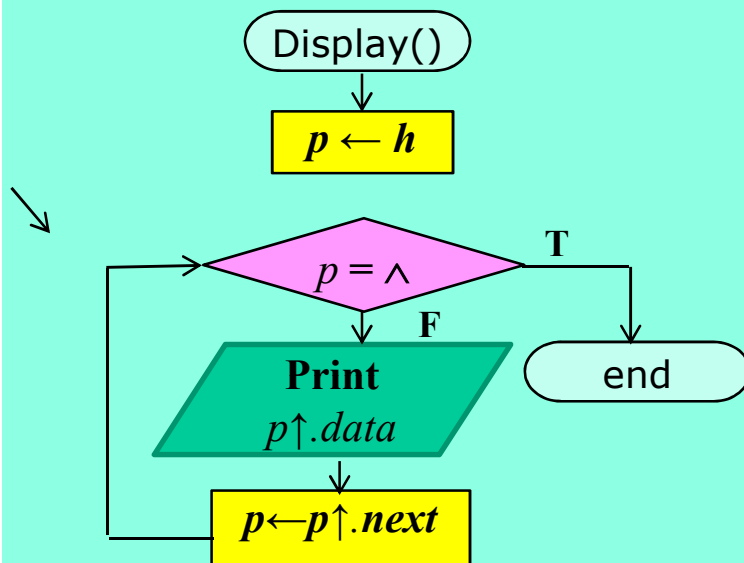 Display()
p ← h
p = ∧
T
F
Print
p↑.data
end
p←p↑.next